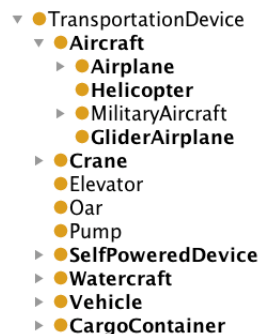 TransportationDevice
Aircraft
Airplane
Helicopter
MilitaryAircraft
GliderAirplane
Crane
Elevator
Oar
Pump
SelfPoweredDevice
Watercraft
Vehicle
CargoContainer